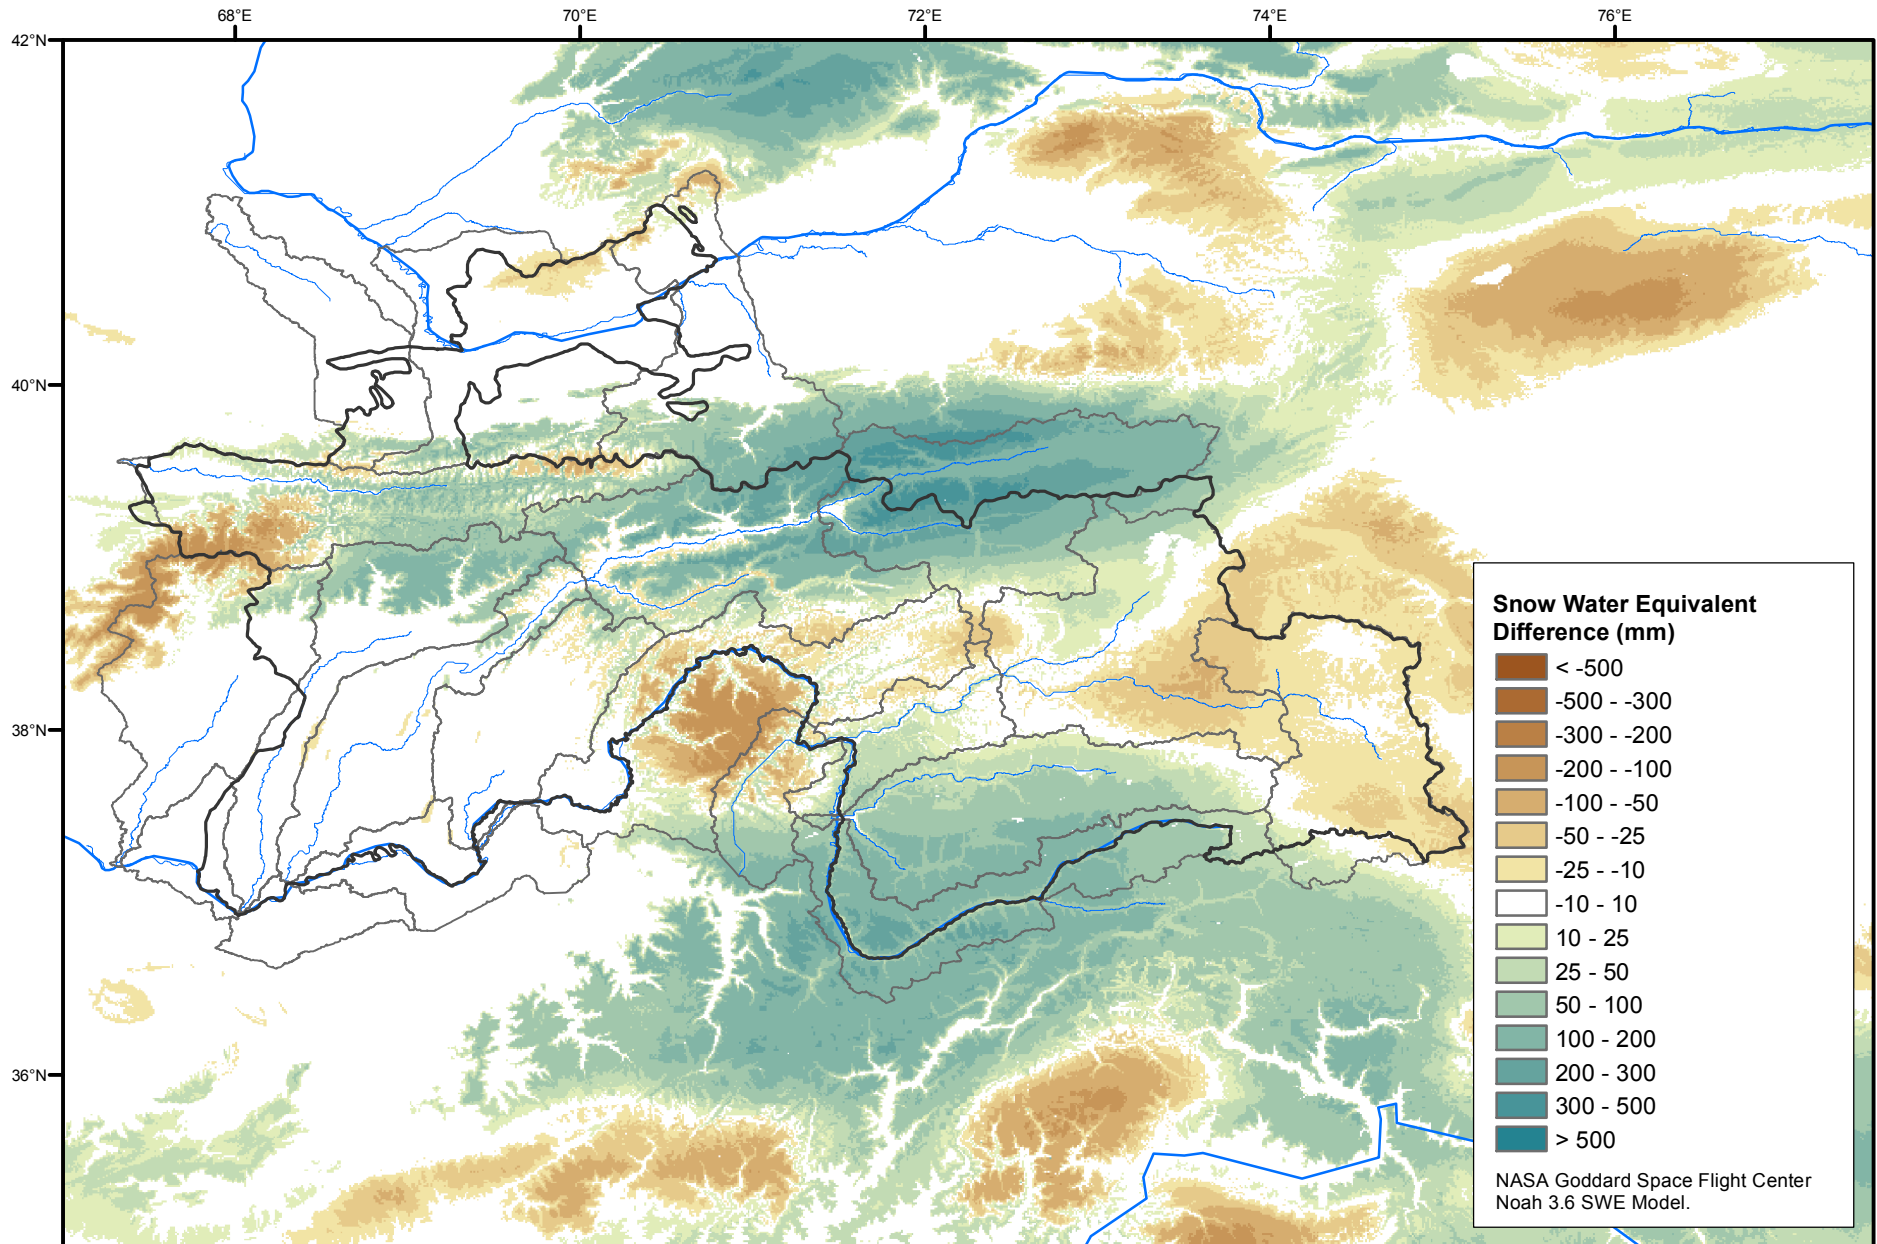 68°E
70°E
72°E
74°E
76°E
42°N
40°N
38°N
36°N
Snow Water Equivalent
Difference (mm)
< -500
-500 - -300
-300 - -200
-200 - -100
-100 - -50
-50 - -25
-25 - -10
-10 - 10
10 - 25
25 - 50
50 - 100
100 - 200
200 - 300
300 - 500
> 500
NASA Goddard Space Flight Center
Noah 3.6 SWE Model.